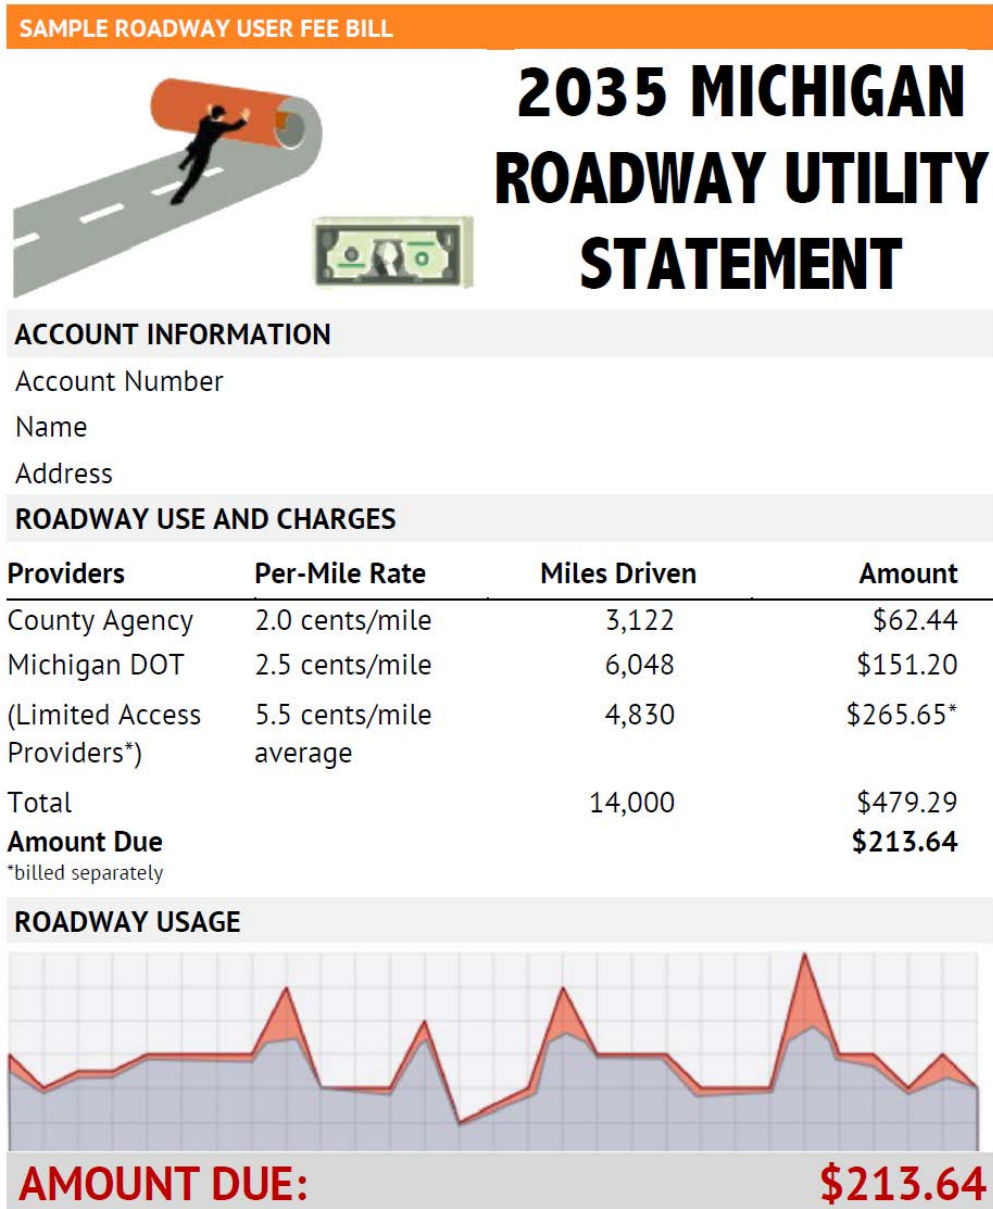 SAMPLE ROADWAY USER FEE BILL
2035 MICHIGAN
ROADWAY UTILITY
STATEMENT
ACCOUNT INFORMATION
Account Number
Name
Address
ROADWAY USE AND CHARGES
Providers Per-Mile Rate Miles Driven Amount
County Agency 2.0 cents/mile 3,122 $62.44
Michigan DOT 2.5 cents/mile 6,048 $151.20
(Limited Access 5.5 cents/mile 4,830 $265.65*
Providers*) average
Total 14,000 $479.29
Amount Due $213.64
*billed separately
ROADWAY USAGE
AMOUNT DUE: $213.64